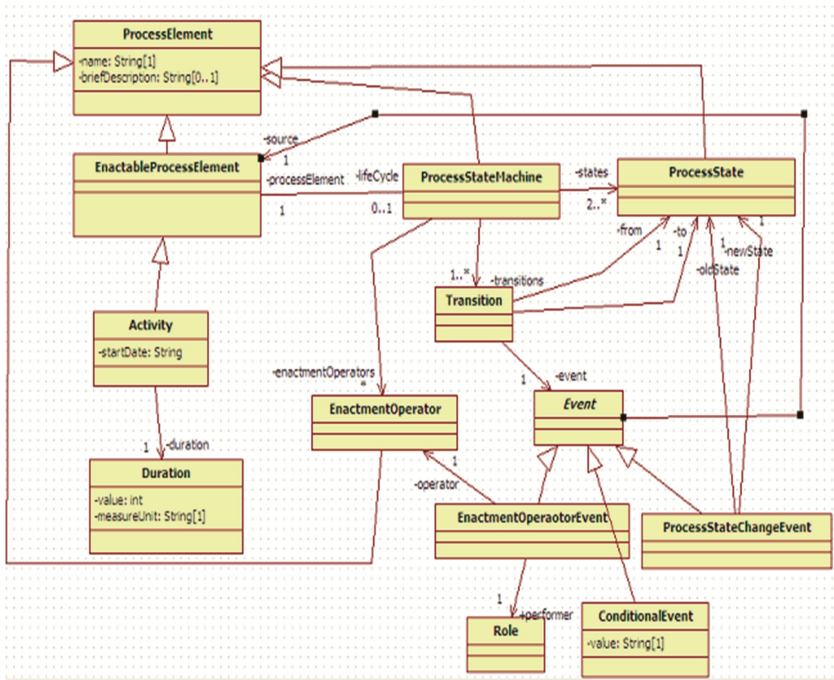 ProcessElement
-name: String[1]
-briefDescription: String[0..1]
-source
1
EnactableProcessElement
-processElement
1
-lifeCycle
0..1
ProcessStateMachine
-states
2..*
ProcessState
-from
1
-to
1
1
-oldState
1
-newState
1..*
-transitions
Transition
Activity
-startDate: String
-enactmentOperators
*
1
-event
Event
EnactmentOperator
1
-duration
Duration
-value: int
-measureUnit: String[1]
1
-operator
EnactmentOperaotorEvent
ProcessStateChangeEvent
1
+performer
Role
ConditionalEvent
-value: String[1]